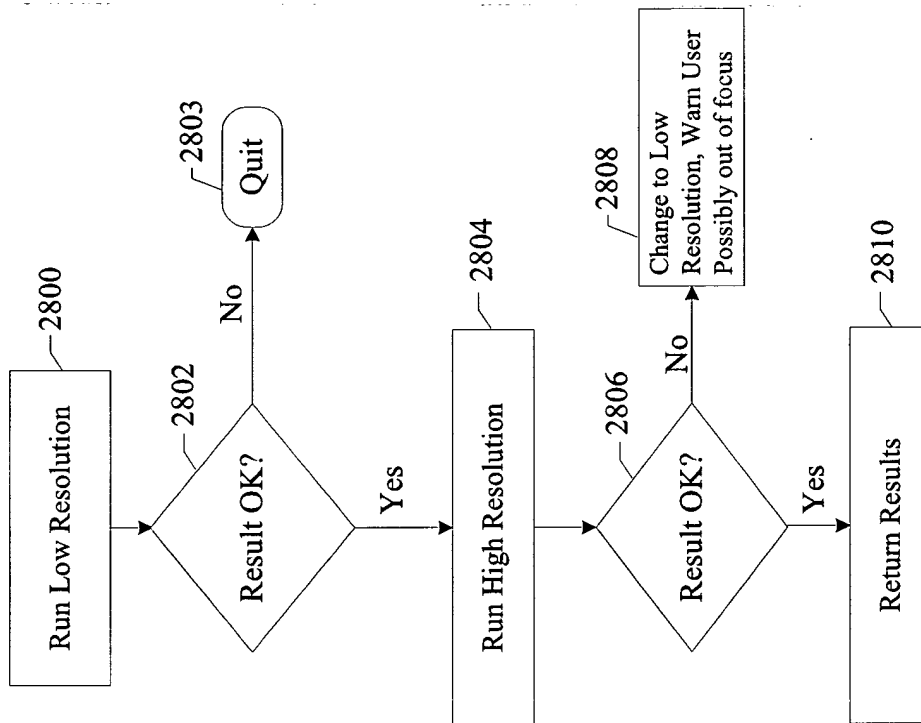 Run Low Resolution
2800
Result OK?
2802
No
Quit
2803
Yes
Run High Resolution
2804
Result OK?
2806
No
Change to Low
Resolution, Warn User
Possibly out of focus
2808
Yes
Return Results
2810